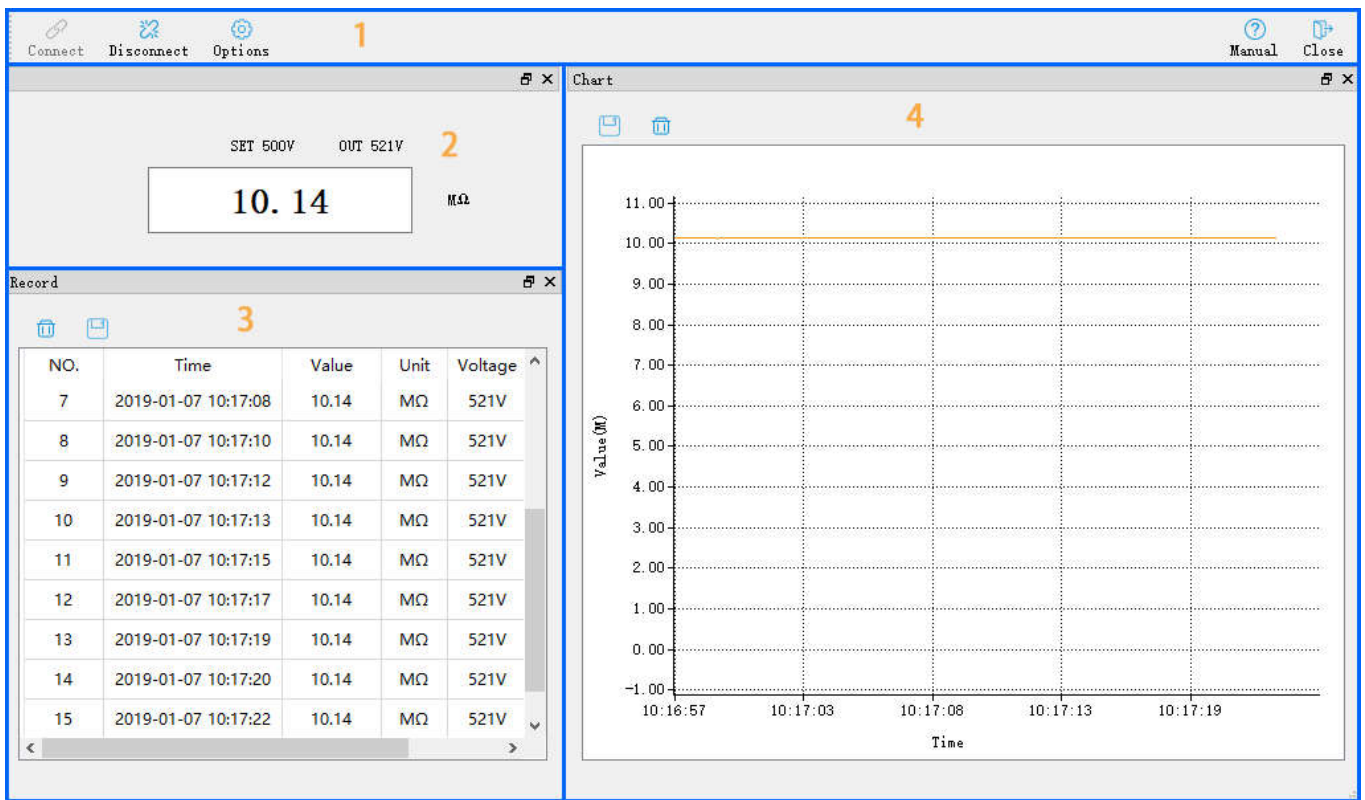 Connect Disconnect Options 1 Manual Close
SET 500V OUT 521V 2
10.14 MΩ
Record
3
NO. Time Value Unit Voltage
7 2019-01-07 10:17:08 10.14 MΩ 521V
8 2019-01-07 10:17:10 10.14 MΩ 521V
9 2019-01-07 10:17:12 10.14 MΩ 521V
10 2019-01-07 10:17:13 10.14 MΩ 521V
11 2019-01-07 10:17:15 10.14 MΩ 521V
12 2019-01-07 10:17:17 10.14 MΩ 521V
13 2019-01-07 10:17:19 10.14 MΩ 521V
14 2019-01-07 10:17:20 10.14 MΩ 521V
15 2019-01-07 10:17:22 10.14 MΩ 521V
Chart
4
11.00
10.00
9.00
8.00
7.00
6.00
5.00
4.00
3.00
2.00
1.00
0.00
-1.00
Value(M)
10:16:57 10:17:03 10:17:08 10:17:13 10:17:19
Time